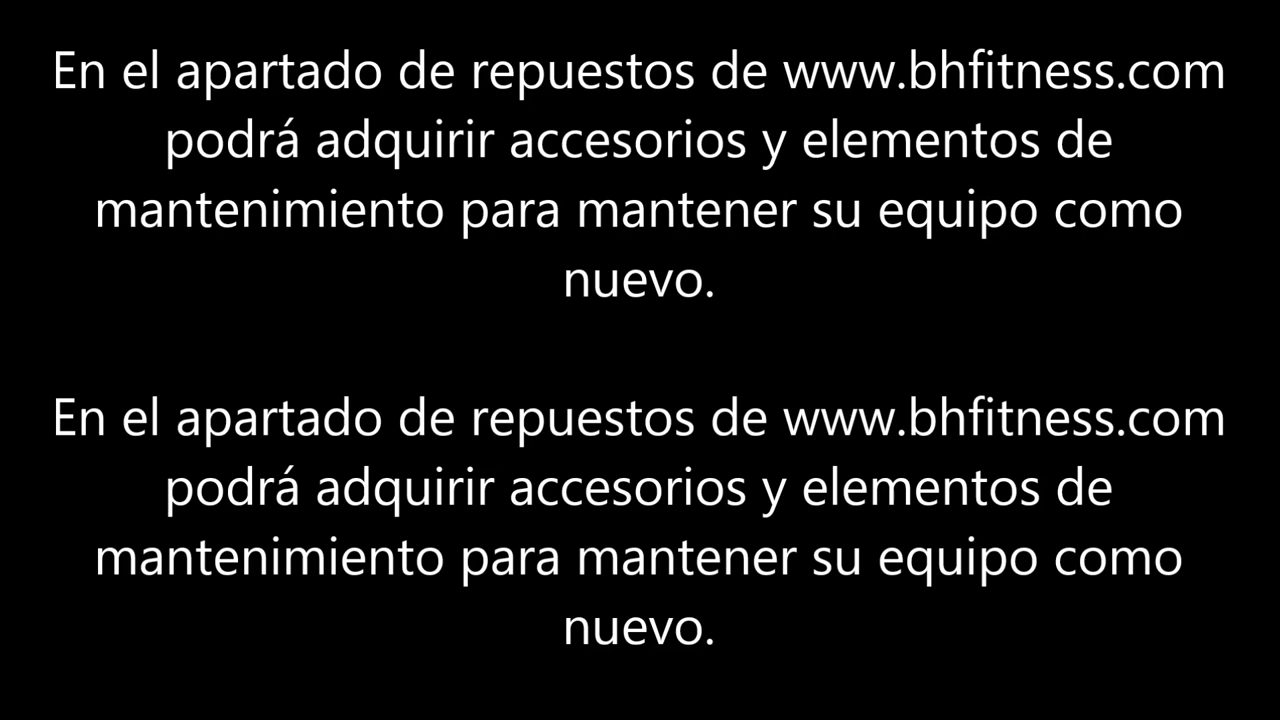 En el apartado de repuestos de www.bhfitness.com
podrá adquirir accesorios y elementos de
mantenimiento para mantener su equipo como
nuevo.
En el apartado de repuestos de www.bhfitness.com
podrá adquirir accesorios y elementos de
mantenimiento para mantener su equipo como
nuevo.